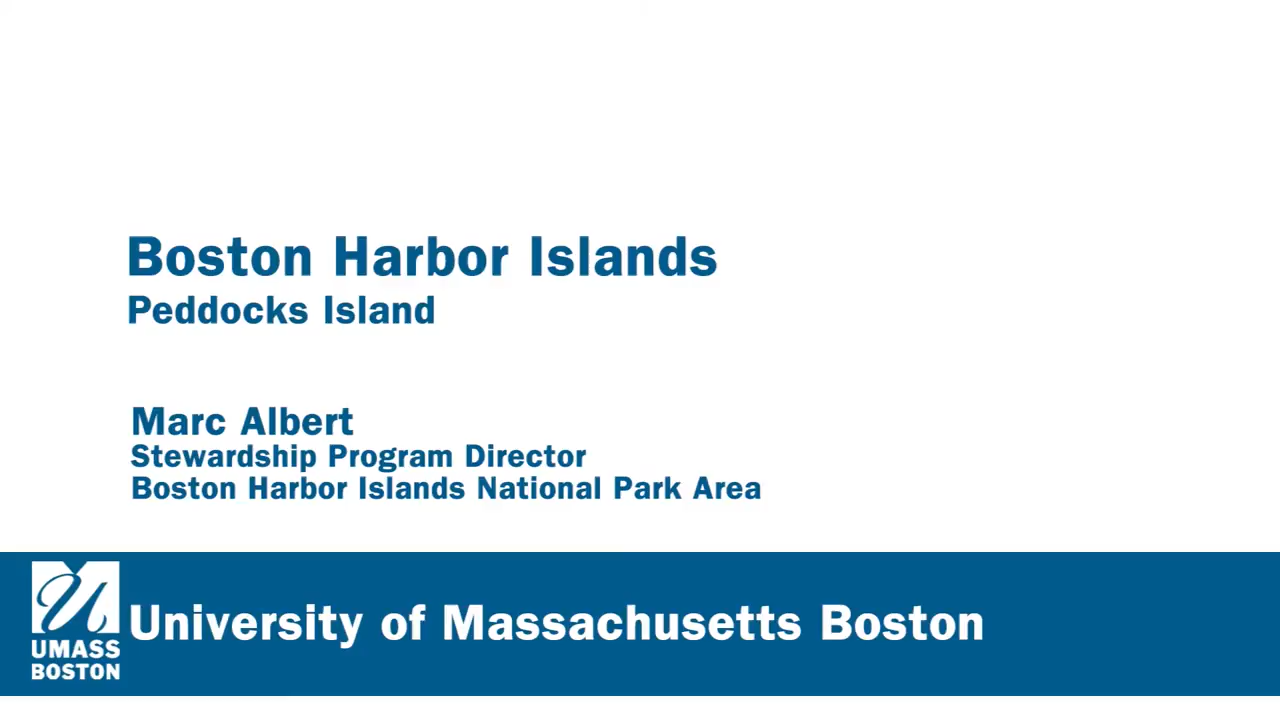 Boston Harbor Islands
Peddocks Island
Marc Albert
Stewardship Program Director
Boston Harbor Islands National Park Area
University of Massachusetts Boston
UMASS
BOSTON